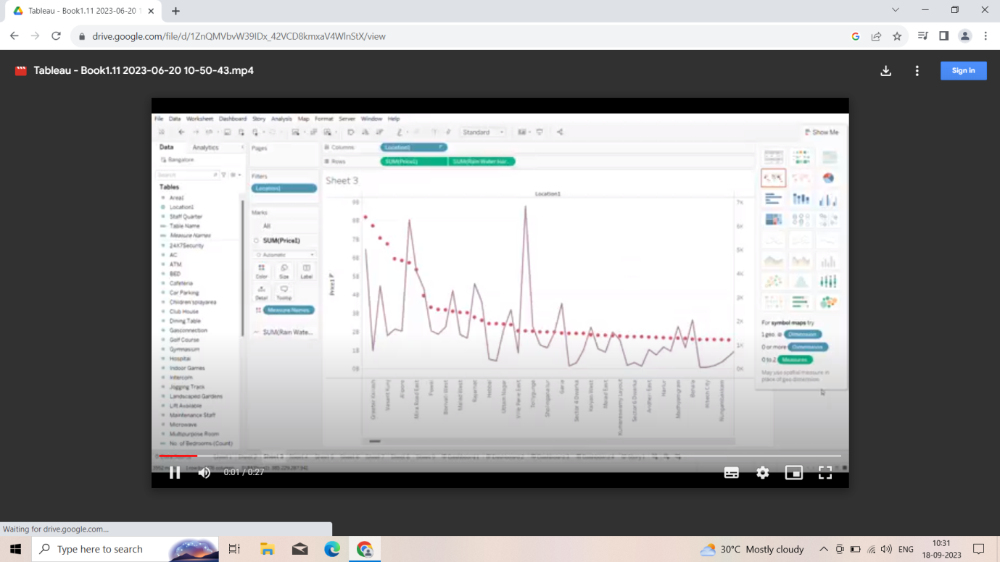 Tableau - Book1.11 2023-06-20 1
drive.google.com/file/d/1ZnQMVbvW39IDx_42VCD8kmxaV4WlnStX/view
Tableau - Book1.11 2023-06-20 10-50-43.mp4
Sign in
File Data Worksheet Dashboard Story Analysis Map Format Server Window Help
Standard
Show Me
Data Analytics
Pages
Columns
Location1
Bangalore
Rows
SUM(Price1)
SUM(Rain Water
Search
Filters
Location1
Sheet 3
Tables
Area1
Location1
Staff Quarter
Table Name
Measure Names
24X7Security
AC
ATM
BED
Cafeteria
Car Parking
Children'splayarea
Club House
Dining Table
Gasconnection
Golf Course
Gymnasium
Hospital
Indoor Games
Intercom
Jogging Track
Landscaped Gardens
Lift Available
Maintenance Staff
Microwave
Multipurpose Room
No. of Bedrooms (Count)
Marks
All
SUM(Price1)
Automatic
Color Size Label
Detail Tooltip
Measure Names
SUM(Rain Wate...
Location1
9B
8B
7B
6B
5B
4B
3B
2B
1B
0B
Price1
7K
6K
5K
4K
3K
2K
1K
0K
Greater Kailash
Vasant Kunj
Alipore
Mira Road East
Powai
Borivali West
Malad West
Rajarhat
Hebbal
Uttam Nagar
Ville Parle East
Tollygunge
Garia
Sector 4 Dwarka
Kalyan West
Malad East
Kumaraswamy Layout
Sector 6 Dwarka
Andheri East
Haltu
Madhyamgram
Behala
Hitech City
Nungambakkam
For symbol maps try
1 geo Dimension
0 or more Dimensions
0 to 2 Measures
May use spatial measure in
place of geo dimension
Sheet 3
0:01 / 0:27
Waiting for drive.google.com...
Type here to search
30°C Mostly cloudy
ENG
10:31
18-09-2023